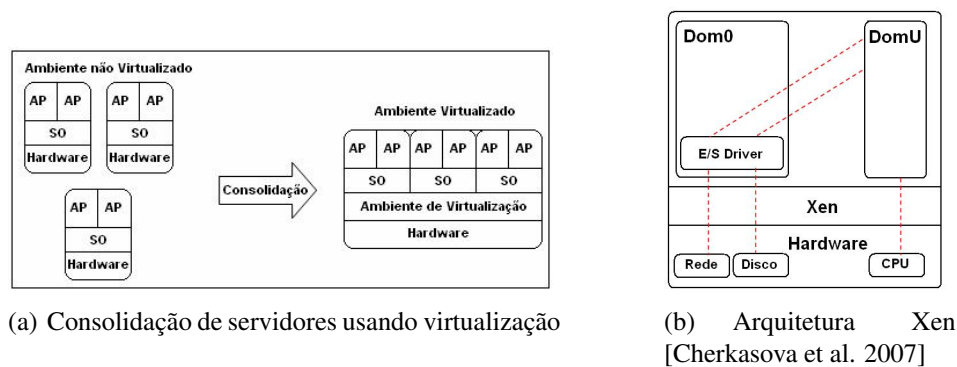 Ambiente não Virtualizado
AP AP AP AP
SO SO
Hardware Hardware
AP AP
SO
Hardware
Consolidação
Ambiente Virtualizado
AP AP AP AP AP AP
SO SO SO
Ambiente de Virtualização
Hardware
(a) Consolidação de servidores usando virtualização
Dom0 DomU
E/S Driver
Xen
Hardware
Rede Disco CPU
(b) Arquitetura Xen
[Cherkasova et al. 2007]